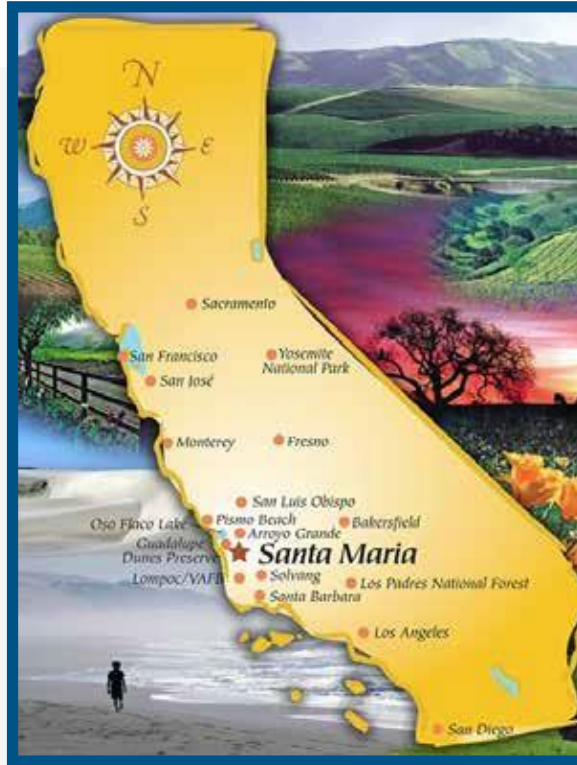 N
W E
S
Sacramento
San Francisco
Yosemite
National Park
San José
Monterey
Fresno
San Luis Obispo
Oso Flaco Lake
Pismo Beach
Bakersfield
Arroyo Grande
Guadalupe
Dunes Preserve
Santa Maria
Lompoc/VAFB
Solvang
Los Padres National Forest
Santa Barbara
Los Angeles
San Diego